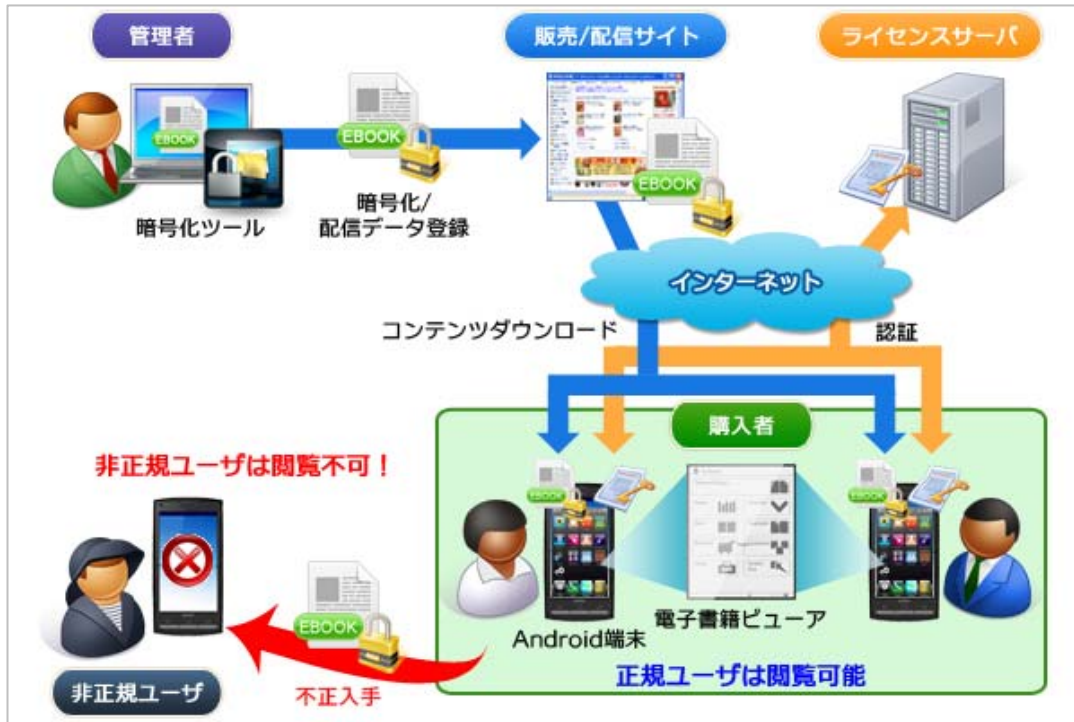 管理者
販売/配信サイト
ライセンスサーバ
EBOOK
EBOOK
EBOOK
暗号化ツール
暗号化/
配信データ登録
インターネット
コンテンツダウンロード
認証
購入者
非正規ユーザは閲覧不可！
EBOOK
EBOOK
EBOOK
電子書籍ビューア
Android端末
正規ユーザは閲覧可能
非正規ユーザ
不正入手